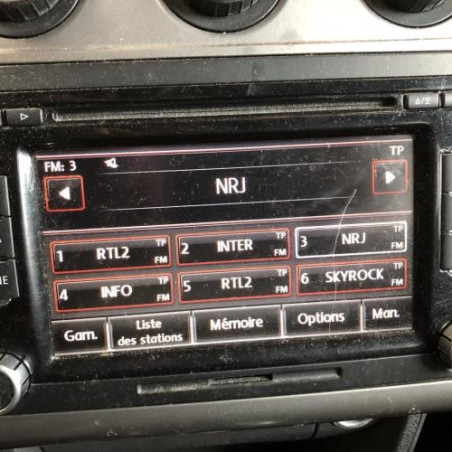 FM: 3 TP
NRJ
1 RTL2 TP FM
2 INTER TP FM
3 NRJ TP FM
4 INFO TP FM
5 RTL2 TP FM
6 SKYROCK TP FM
Gam.
Liste
des stations
Mémoire
Options
Man.